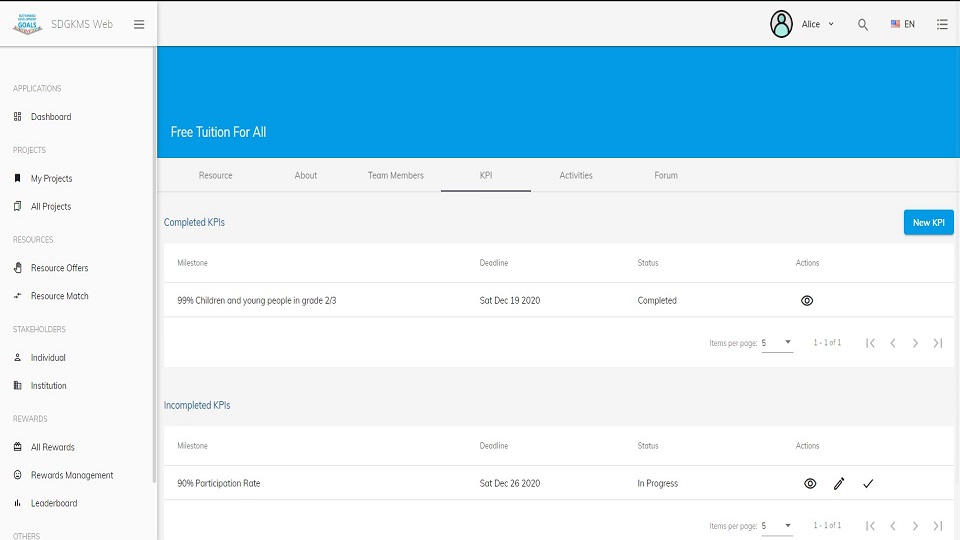 SUSTAINABLE
DEVELOPMENT
GOALS
SDGKMS Web
Alice
EN
APPLICATIONS
Dashboard
PROJECTS
My Projects
All Projects
RESOURCES
Resource Offers
Resource Match
STAKEHOLDERS
Individual
Institution
REWARDS
All Rewards
Rewards Management
Leaderboard
OTHERS
Free Tuition For All
Resource About Team Members KPI Activities Forum
Completed KPIs
New KPI
Milestone Deadline Status Actions
99% Children and young people in grade 2/3 Sat Dec 19 2020 Completed
Items per page: 5 1 - 1 of 1
Incompleted KPIs
Milestone Deadline Status Actions
90% Participation Rate Sat Dec 26 2020 In Progress
Items per page: 5 1 - 1 of 1